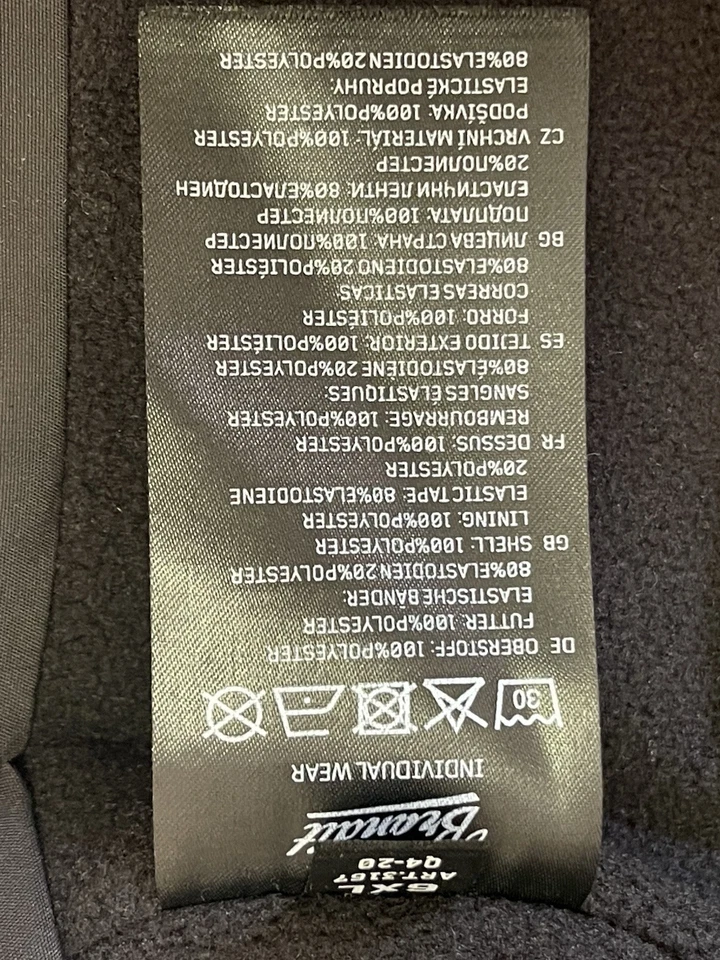 6XL
ART.3167
Q4-20
Brandit
INDIVIDUAL WEAR
30
DE OBERSTOFF: 100%POLYESTER
FUTTER: 100%POLYESTER
ELASTISCHE BÄNDER:
80%ELASTODIEN20%POLYESTER
GB SHELL: 100%POLYESTER
LINING: 100%POLYESTER
ELASTIC TAPE: 80%ELASTODIENE
20%POLYESTER
FR DESSUS: 100%POLYESTER
REMBOURRAGE: 100%POLYESTER
SANGLES ÉLASTIQUES:
80%ÉLASTODIÈNE 20%POLYESTER
ES TEJIDO EXTERIOR: 100%POLIÉSTER
FORRO: 100%POLIÉSTER
CORREAS ELÁSTICAS
80%ELASTODIENO 20%POLIÉSTER
BG ЛИЦЕВА СТРАНА: 100%ПОЛИЕСТЕР
ПОДПЛАТА: 100%ПОЛИЕСТЕР
ЕЛАСТИЧНИ ЛЕНТИ: 80%ЕЛАСТОДИЕН
20%ПОЛИЕСТЕР
CZ VRCHNÍ MATERIÁL: 100%POLYESTER
PODŠÍVKA: 100%POLYESTER
ELASTICKÉ POPRUHY:
80%ELASTODIEN20%POLYESTER